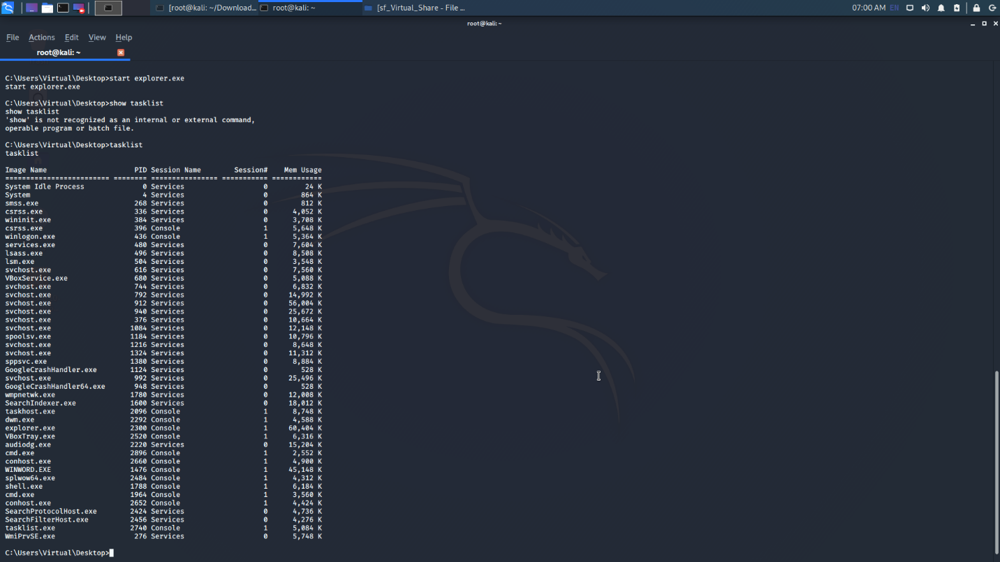 [root@kali: ~/Download... root@kali: ~ [sf_Virtual_Share - File ... 07:00 AM EN
root@kali: ~
File Actions Edit View Help
root@kali: ~
C:\Users\Virtual\Desktop>start explorer.exe
start explorer.exe
C:\Users\Virtual\Desktop>show tasklist
show tasklist
'show' is not recognized as an internal or external command,
operable program or batch file.
C:\Users\Virtual\Desktop>tasklist
tasklist
Image Name                     PID Session Name        Session#    Mem Usage
========================= ======== ================ =========== ============
System Idle Process              0 Services                   0         24 K
System                           4 Services                   0        864 K
smss.exe                       268 Services                   0        812 K
csrss.exe                      336 Services                   0      4,052 K
wininit.exe                    384 Services                   0      3,708 K
csrss.exe                      396 Console                    1      5,648 K
winlogon.exe                   436 Console                    1      5,364 K
services.exe                   480 Services                   0      7,604 K
lsass.exe                      496 Services                   0      8,508 K
lsm.exe                        504 Services                   0      3,548 K
svchost.exe                    616 Services                   0      7,560 K
VBoxService.exe                680 Services                   0      5,088 K
svchost.exe                    744 Services                   0      6,832 K
svchost.exe                    792 Services                   0     14,992 K
svchost.exe                    912 Services                   0     56,004 K
svchost.exe                    940 Services                   0     25,672 K
svchost.exe                    376 Services                   0     10,664 K
svchost.exe                   1084 Services                   0     12,148 K
spoolsv.exe                   1184 Services                   0     10,796 K
svchost.exe                   1216 Services                   0      8,648 K
svchost.exe                   1324 Services                   0     11,312 K
sppsvc.exe                    1380 Services                   0      8,884 K
GoogleCrashHandler.exe        1124 Services                   0        528 K
svchost.exe                    992 Services                   0     25,496 K
GoogleCrashHandler64.exe       948 Services                   0        528 K
wmpnetwk.exe                  1780 Services                   0     12,008 K
SearchIndexer.exe             1600 Services                   0     18,012 K
taskhost.exe                  2096 Console                    1      8,748 K
dwm.exe                       2292 Console                    1      4,588 K
explorer.exe                  2300 Console                    1     60,404 K
VBoxTray.exe                  2520 Console                    1      6,316 K
audiodg.exe                   2220 Services                   0     15,204 K
cmd.exe                       2896 Console                    1      2,552 K
conhost.exe                   2660 Console                    1      4,900 K
WINWORD.EXE                   1476 Console                    1     45,148 K
splwow64.exe                  2484 Console                    1      4,312 K
shell.exe                     1788 Console                    1      6,184 K
cmd.exe                       1964 Console                    1      3,560 K
conhost.exe                   2652 Console                    1      4,424 K
SearchProtocolHost.exe        2424 Services                   0      4,736 K
SearchFilterHost.exe          2456 Services                   0      4,276 K
tasklist.exe                  2740 Console                    1      5,084 K
WmiPrvSE.exe                   276 Services                   0      5,748 K
C:\Users\Virtual\Desktop>